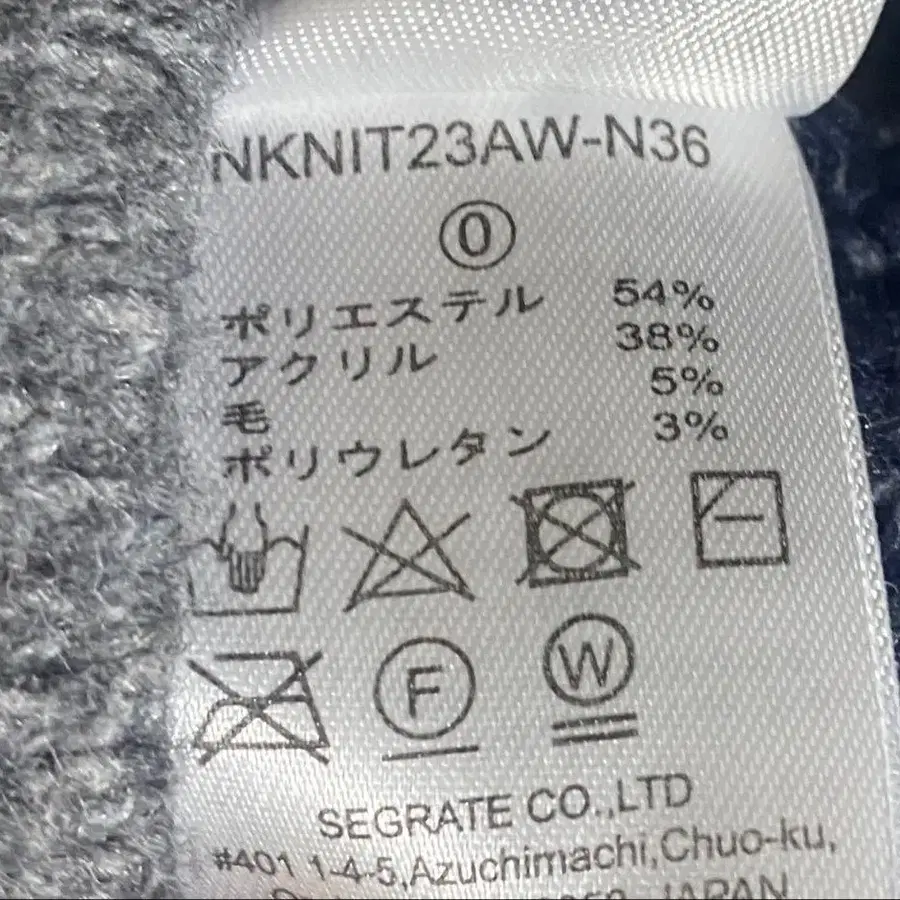 NKNIT23AW-N36
0
ポリエステル 54%
アクリル 38%
毛 5%
ポリウレタン 3%
F W
SEGRATE CO.,LTD
#401 1-4-5,Azuchimachi,Chuo-ku,
JAPAN